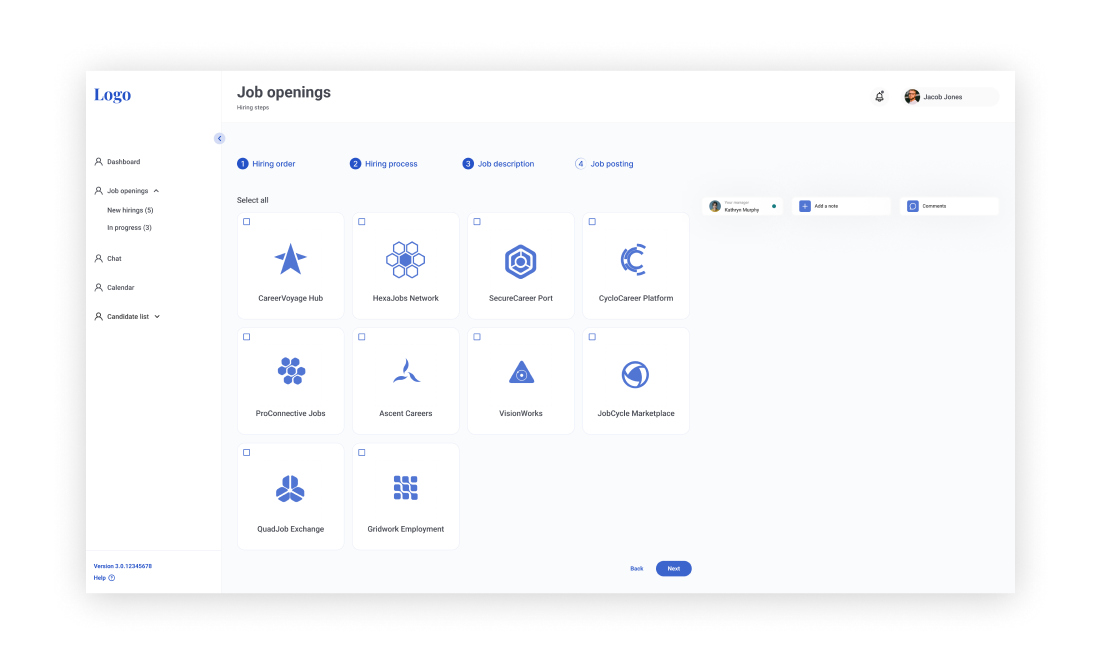 Logo
Job openings
Hiring steps
Jacob Jones
Dashboard
Job openings
New hirings (5)
In progress (3)
Chat
Calendar
Candidate list
Version 3.0.12345678
Help ?
1 Hiring order
2 Hiring process
3 Job description
4 Job posting
Select all
CareerVoyage Hub
HexaJobs Network
SecureCareer Port
CycloCareer Platform
ProConnective Jobs
Ascent Careers
VisionWorks
JobCycle Marketplace
QuadJob Exchange
Gridwork Employment
Your manager
Kathryn Murphy
Add a note
Comments
Back
Next